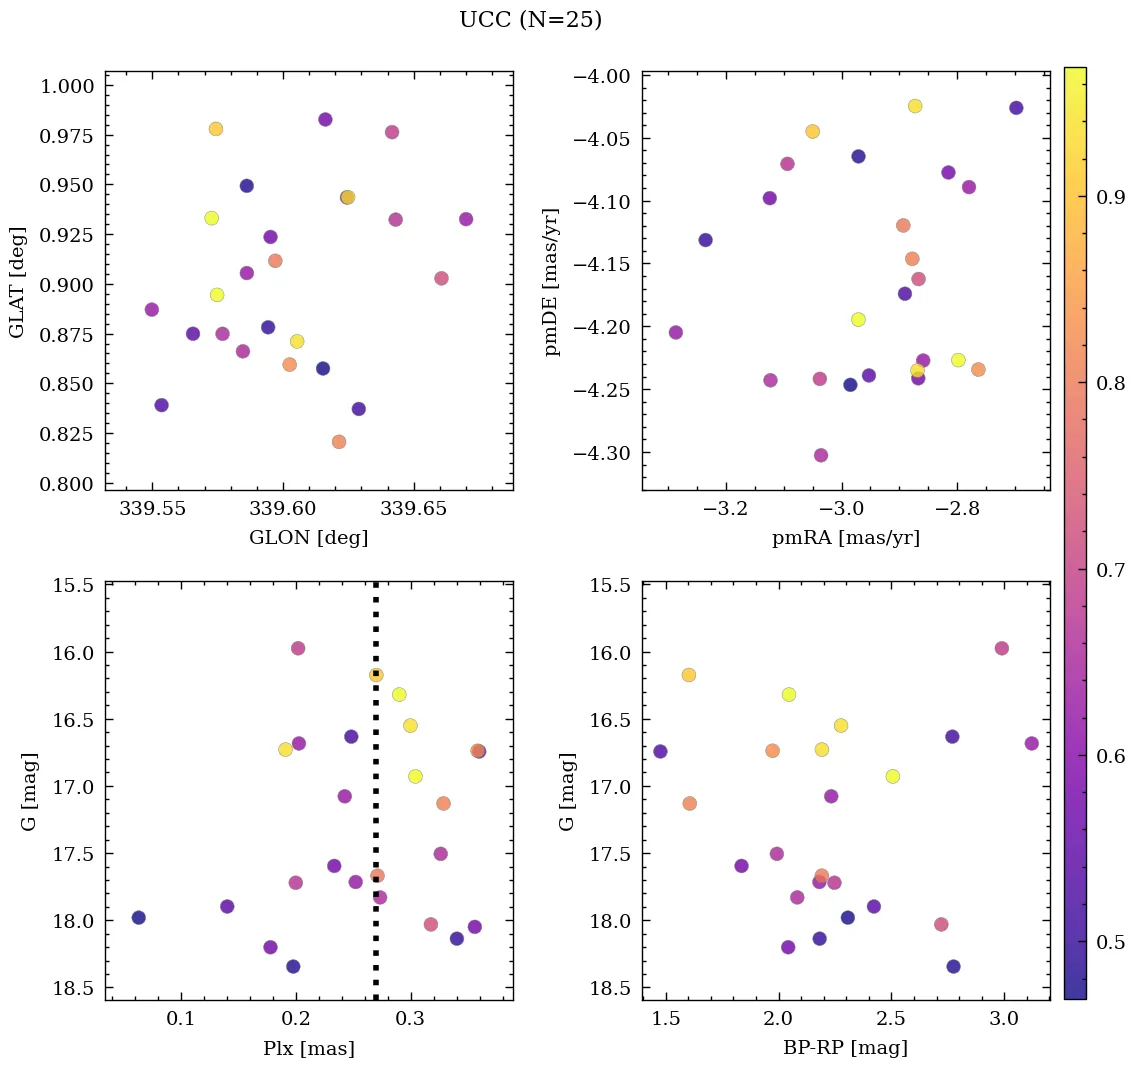 UCC (N=25)
1.000
0.975
0.950
0.925
0.900
0.875
0.850
0.825
0.800
GLAT [deg]
339.55 339.60 339.65
GLON [deg]
−4.00
−4.05
−4.10
−4.15
−4.20
−4.25
−4.30
pmDE [mas/yr]
−3.2 −3.0 −2.8
pmRA [mas/yr]
0.9
0.8
0.7
0.6
0.5
15.5
16.0
16.5
17.0
17.5
18.0
18.5
G [mag]
0.1 0.2 0.3
Plx [mas]
15.5
16.0
16.5
17.0
17.5
18.0
18.5
G [mag]
1.5 2.0 2.5 3.0
BP-RP [mag]